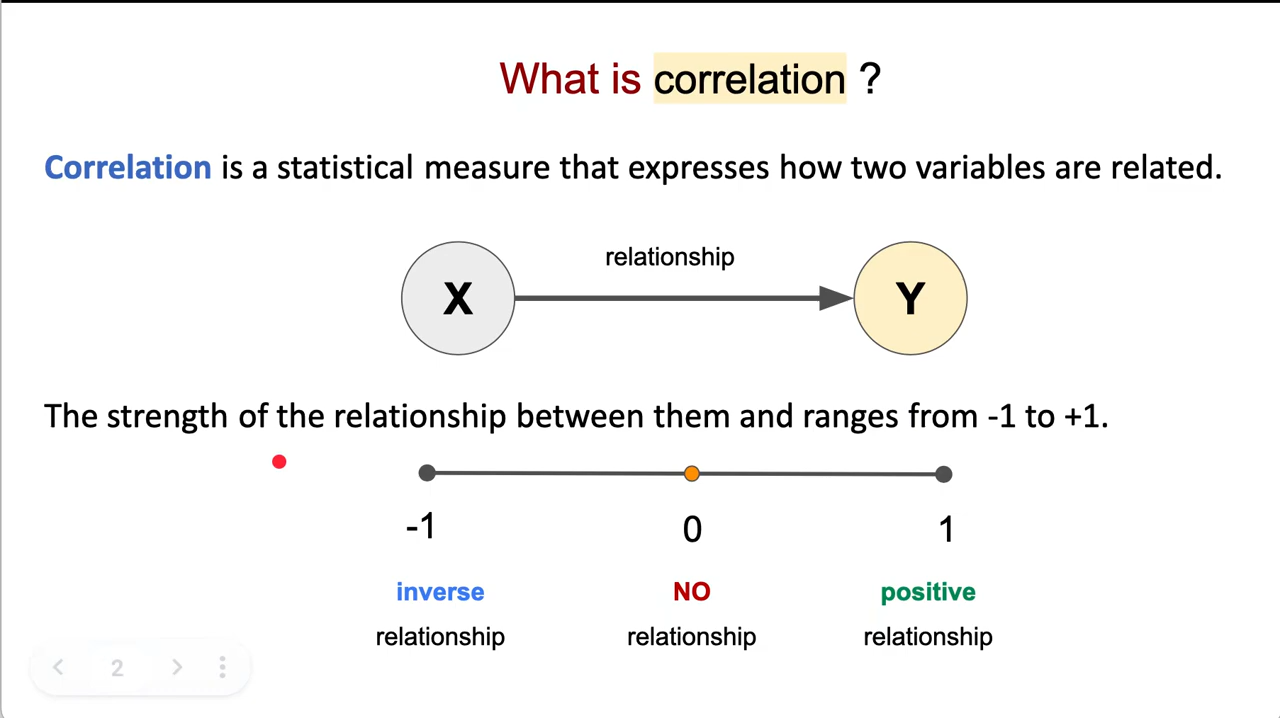 What is correlation ?
Correlation is a statistical measure that expresses how two variables are related.
relationship
X Y
The strength of the relationship between them and ranges from -1 to +1.
-1 0 1
inverse NO positive
relationship relationship relationship
2